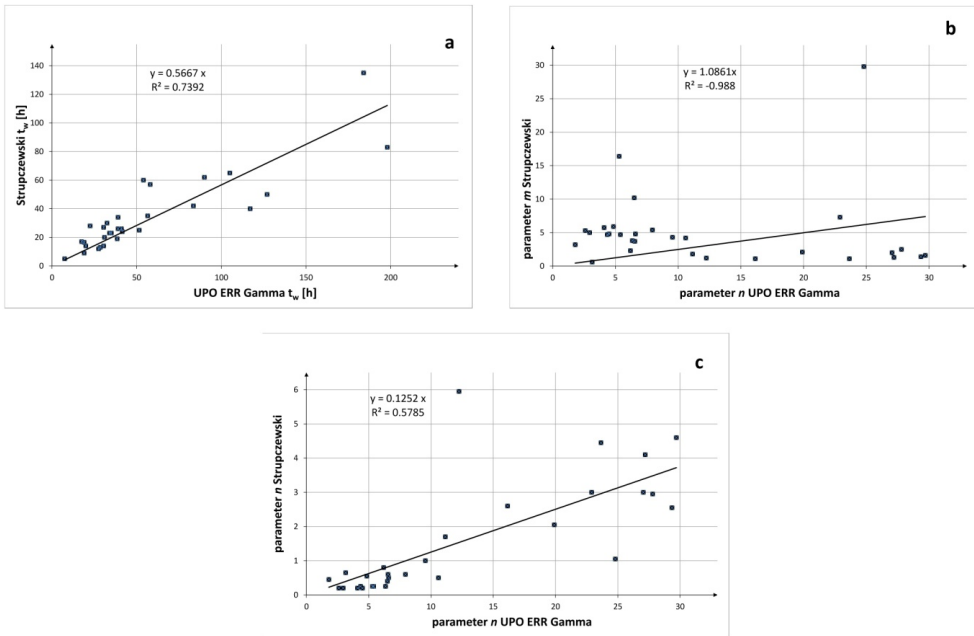 a
y = 0.5667 x
R² = 0.7392
Strupczewski t_w [h]
140
120
100
80
60
40
20
0
0
50
100
150
200
UPO ERR Gamma t_w [h]
b
y = 1.0861x
R² = -0.988
parameter m Strupczewski
30
25
20
15
10
5
0
0
5
10
15
20
25
30
parameter n UPO ERR Gamma
c
y = 0.1252 x
R² = 0.5785
parameter n Strupczewski
6
5
4
3
2
1
0
0
5
10
15
20
25
30
parameter n UPO ERR Gamma